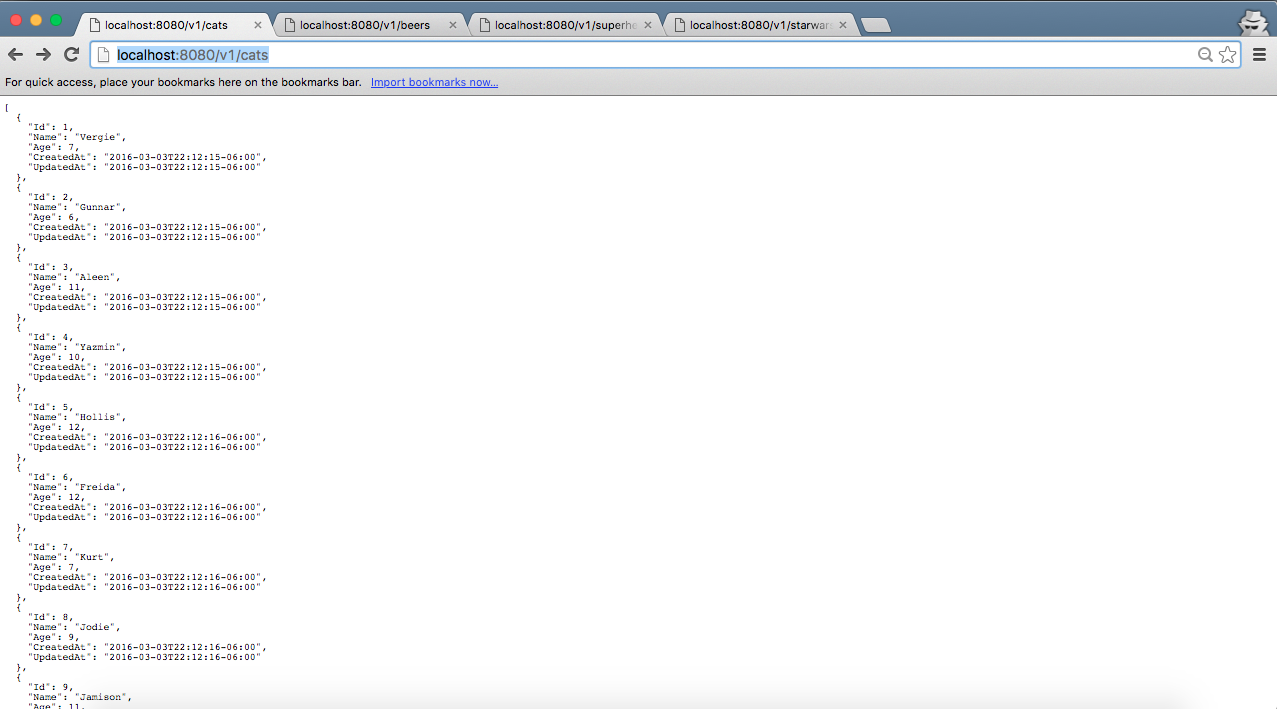 localhost:8080/v1/cats
localhost:8080/v1/beers
localhost:8080/v1/superhe
localhost:8080/v1/starwars
localhost:8080/v1/cats
For quick access, place your bookmarks here on the bookmarks bar. Import bookmarks now...
[
{
"Id": 1,
"Name": "Vergie",
"Age": 7,
"CreatedAt": "2016-03-03T22:12:15-06:00",
"UpdatedAt": "2016-03-03T22:12:15-06:00"
},
{
"Id": 2,
"Name": "Gunnar",
"Age": 6,
"CreatedAt": "2016-03-03T22:12:15-06:00",
"UpdatedAt": "2016-03-03T22:12:15-06:00"
},
{
"Id": 3,
"Name": "Aleen",
"Age": 11,
"CreatedAt": "2016-03-03T22:12:15-06:00",
"UpdatedAt": "2016-03-03T22:12:15-06:00"
},
{
"Id": 4,
"Name": "Yazmin",
"Age": 10,
"CreatedAt": "2016-03-03T22:12:15-06:00",
"UpdatedAt": "2016-03-03T22:12:15-06:00"
},
{
"Id": 5,
"Name": "Hollis",
"Age": 12,
"CreatedAt": "2016-03-03T22:12:16-06:00",
"UpdatedAt": "2016-03-03T22:12:16-06:00"
},
{
"Id": 6,
"Name": "Freida",
"Age": 12,
"CreatedAt": "2016-03-03T22:12:16-06:00",
"UpdatedAt": "2016-03-03T22:12:16-06:00"
},
{
"Id": 7,
"Name": "Kurt",
"Age": 7,
"CreatedAt": "2016-03-03T22:12:16-06:00",
"UpdatedAt": "2016-03-03T22:12:16-06:00"
},
{
"Id": 8,
"Name": "Jodie",
"Age": 9,
"CreatedAt": "2016-03-03T22:12:16-06:00",
"UpdatedAt": "2016-03-03T22:12:16-06:00"
},
{
"Id": 9,
"Name": "Jamison",
"Age": 11,